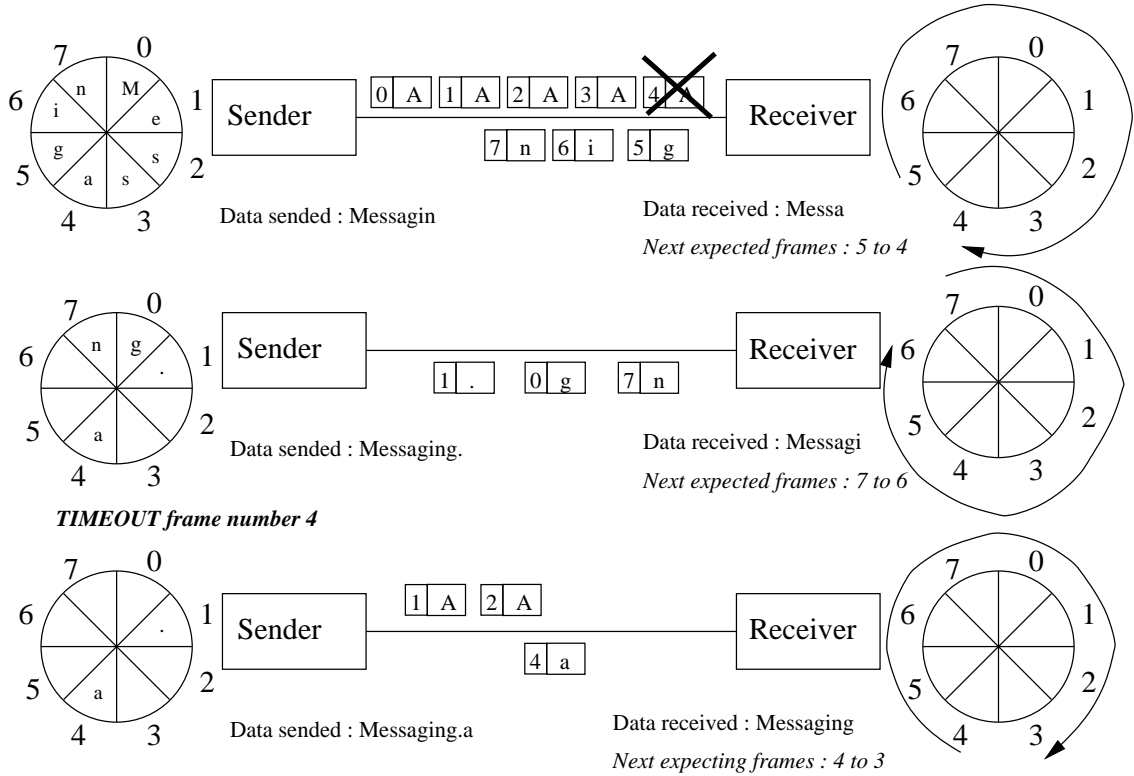 7 0
6 n M 1
i e
g s
5 a s 2
4 3
Sender
0 A 1 A 2 A 3 A 4 A
7 n 6 i 5 g
Receiver
7 0
6 1
5 2
4 3
Data sended : Messagin
Data received : Messa
Next expected frames : 5 to 4
7 0
6 n g 1
.
5 a 2
4 3
Sender
1 . 0 g 7 n
Receiver
7 0
6 1
5 2
4 3
Data sended : Messaging.
Data received : Messagi
Next expected frames : 7 to 6
TIMEOUT frame number 4
7 0
6 . 1
5 a 2
4 3
Sender
1 A 2 A
4 a
Receiver
7 0
6 1
5 2
4 3
Data sended : Messaging.a
Data received : Messaging
Next expecting frames : 4 to 3